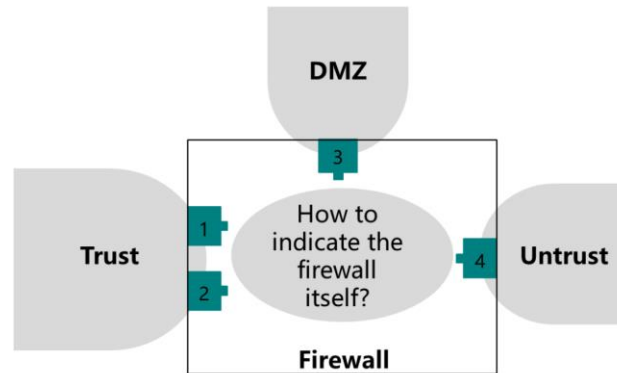 DMZ
3
1
How to
indicate the
firewall
itself?
Trust
4
Untrust
2
Firewall